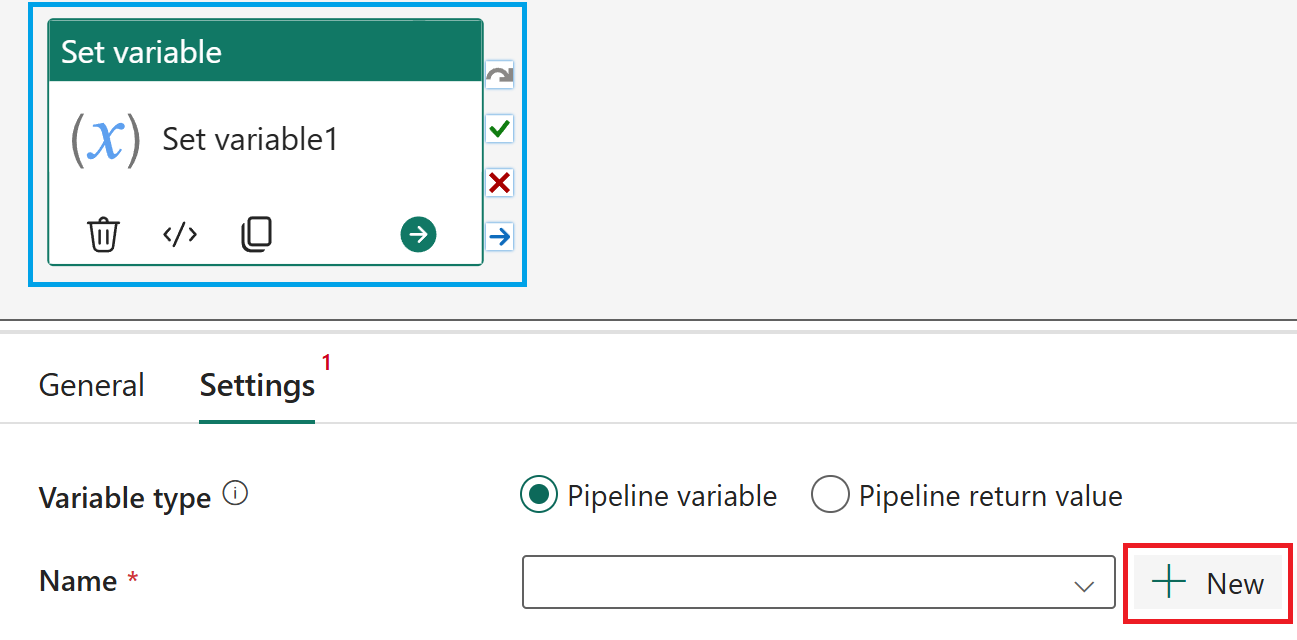 Set variable
(x) Set variable1
</>
General Settings 1
Variable type i Pipeline variable Pipeline return value
Name * New